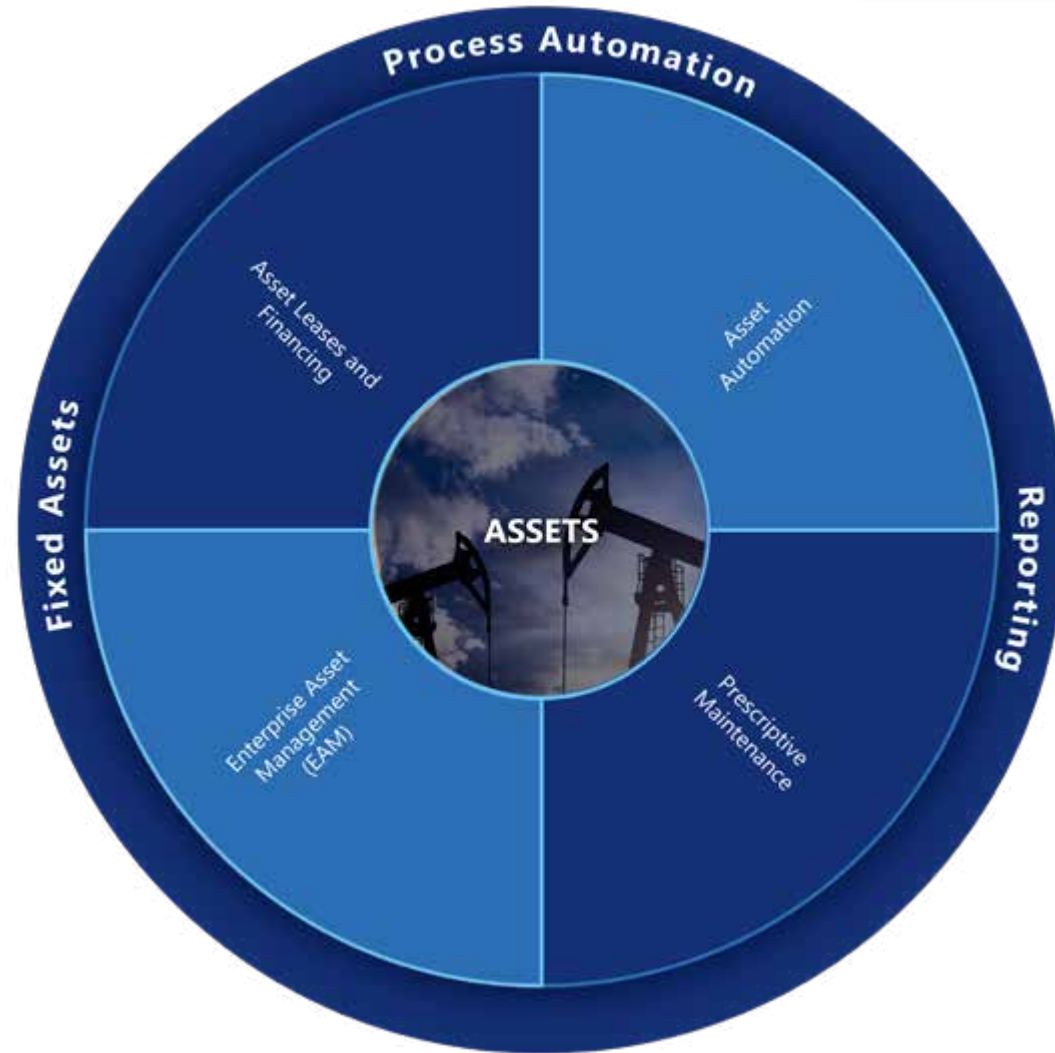 Process Automation
Asset Leases and
Financing
Asset
Automation
Fixed Assets
ASSETS
Reporting
Enterprise Asset
Management
(EAM)
Prescriptive
Maintenance